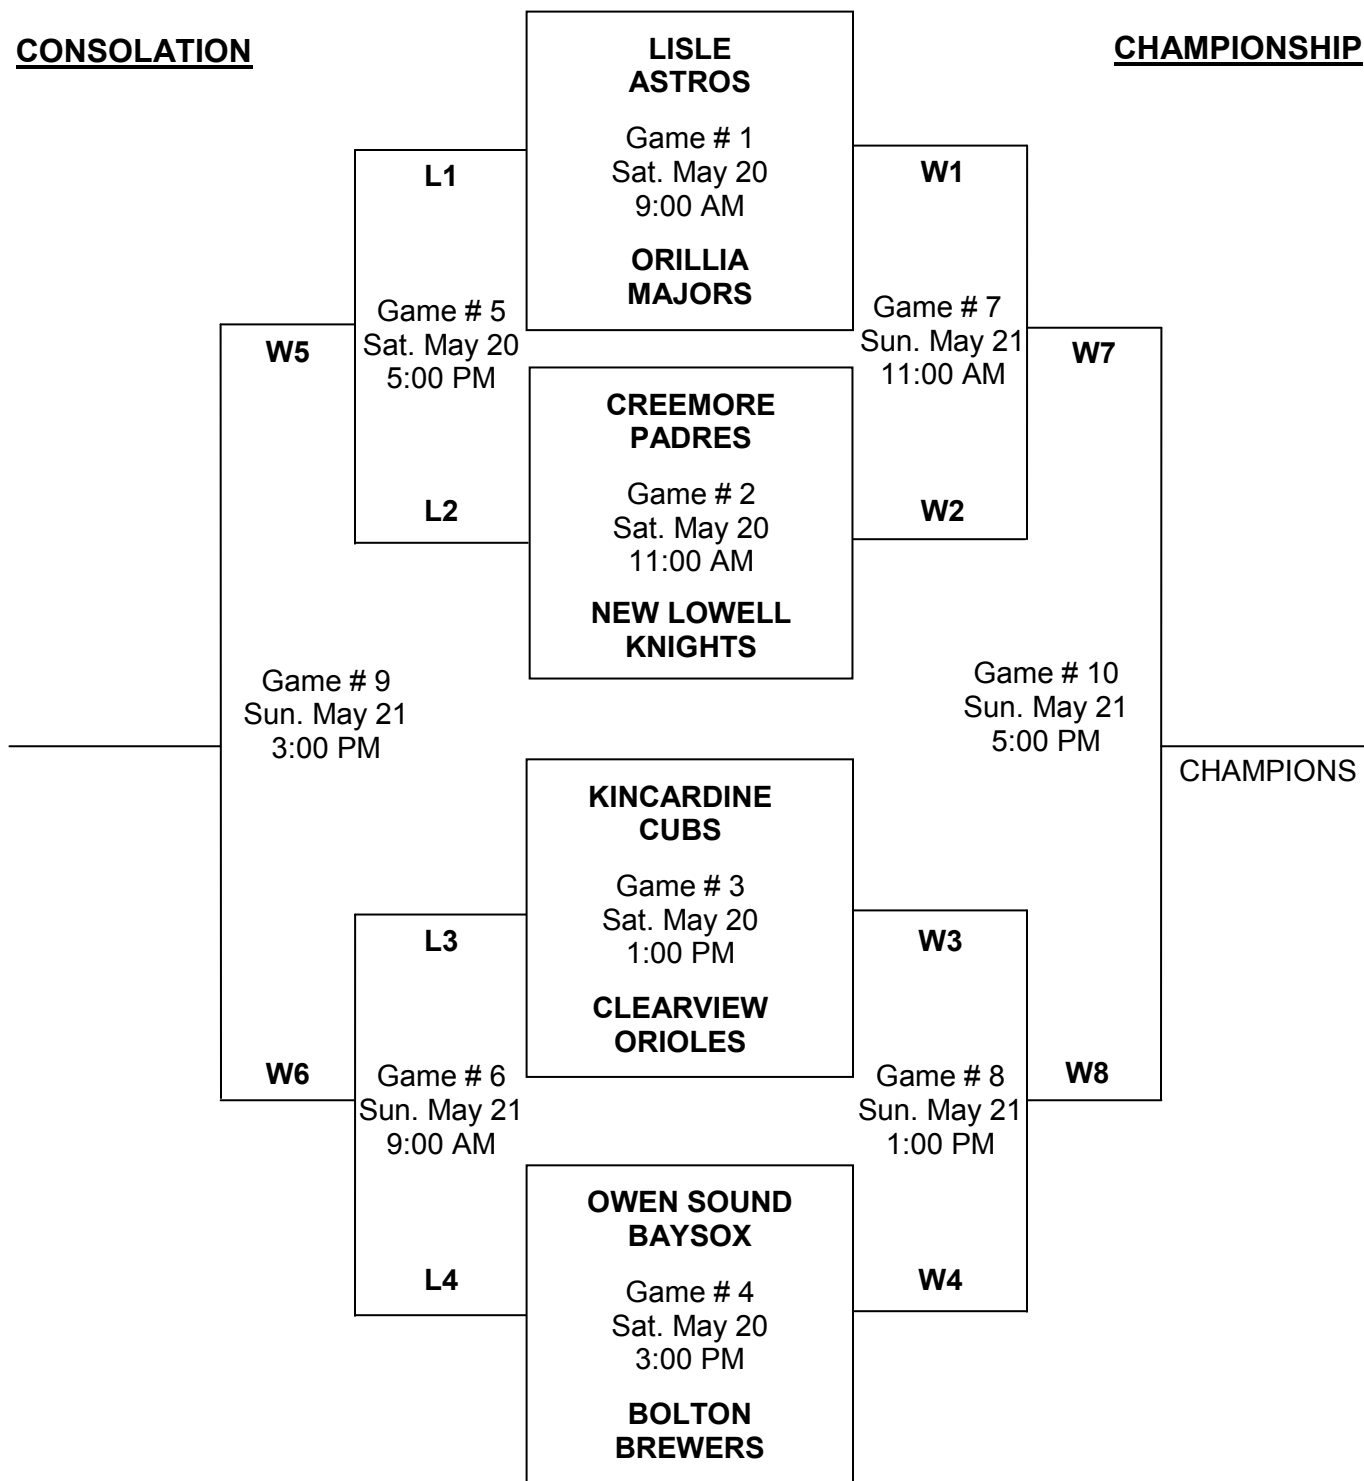 CONSOLATION
CHAMPIONSHIP
LISLE
ASTROS
Game # 1
Sat. May 20
9:00 AM
ORILLIA
MAJORS
L1
W1
Game # 5
Sat. May 20
5:00 PM
Game # 7
Sun. May 21
11:00 AM
W5
W7
CREEMORE
PADRES
Game # 2
Sat. May 20
11:00 AM
NEW LOWELL
KNIGHTS
L2
W2
Game # 9
Sun. May 21
3:00 PM
Game # 10
Sun. May 21
5:00 PM
CHAMPIONS
KINCARDINE
CUBS
Game # 3
Sat. May 20
1:00 PM
CLEARVIEW
ORIOLES
L3
W3
W6
Game # 6
Sun. May 21
9:00 AM
Game # 8
Sun. May 21
1:00 PM
W8
OWEN SOUND
BAYSOX
Game # 4
Sat. May 20
3:00 PM
BOLTON
BREWERS
L4
W4